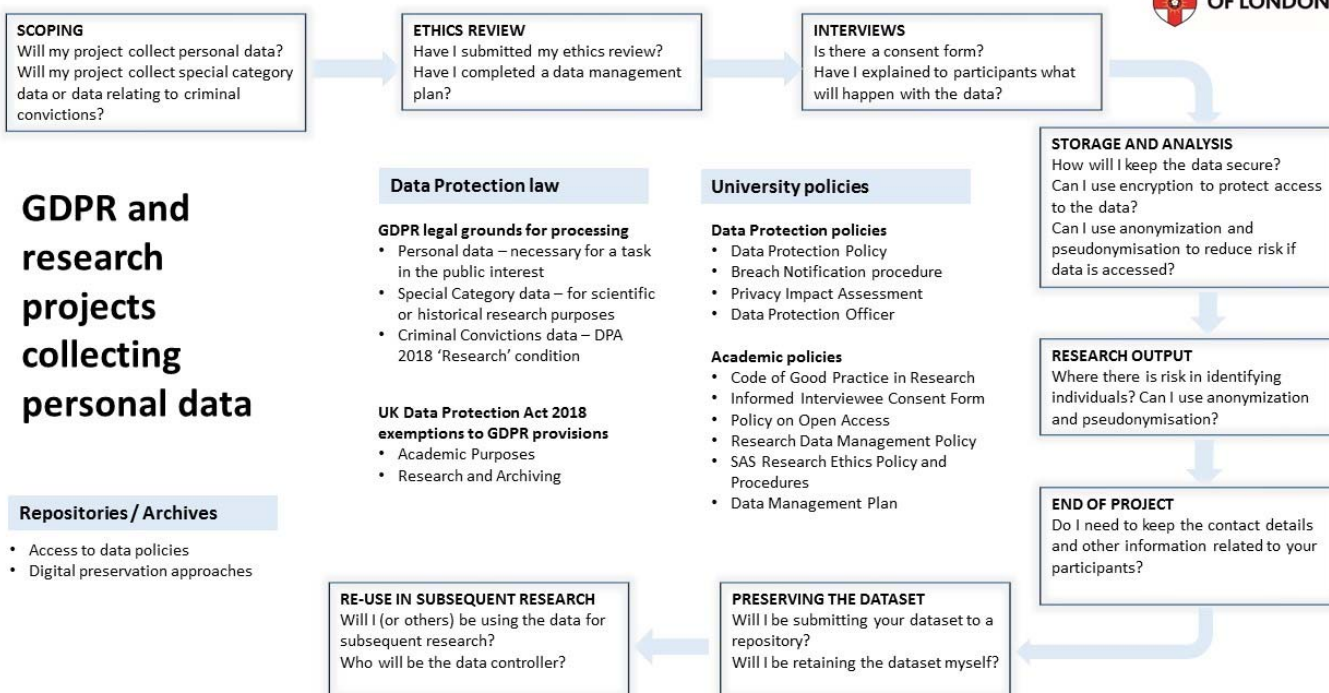 OF LONDON
SCOPING
Will my project collect personal data?
Will my project collect special category
data or data relating to criminal
convictions?
ETHICS REVIEW
Have I submitted my ethics review?
Have I completed a data management
plan?
INTERVIEWS
Is there a consent form?
Have I explained to participants what
will happen with the data?
STORAGE AND ANALYSIS
How will I keep the data secure?
Can I use encryption to protect access
to the data?
Can I use anonymization and
pseudonymisation to reduce risk if
data is accessed?
GDPR and
research
projects
collecting
personal data
Data Protection law
GDPR legal grounds for processing
• Personal data – necessary for a task
in the public interest
• Special Category data – for scientific
or historical research purposes
• Criminal Convictions data – DPA
2018 ‘Research’ condition
UK Data Protection Act 2018
exemptions to GDPR provisions
• Academic Purposes
• Research and Archiving
University policies
Data Protection policies
• Data Protection Policy
• Breach Notification procedure
• Privacy Impact Assessment
• Data Protection Officer
Academic policies
• Code of Good Practice in Research
• Informed Interviewee Consent Form
• Policy on Open Access
• Research Data Management Policy
• SAS Research Ethics Policy and
Procedures
• Data Management Plan
RESEARCH OUTPUT
Where there is risk in identifying
individuals? Can I use anonymization
and pseudonymisation?
END OF PROJECT
Do I need to keep the contact details
and other information related to your
participants?
Repositories / Archives
• Access to data policies
• Digital preservation approaches
RE-USE IN SUBSEQUENT RESEARCH
Will I (or others) be using the data for
subsequent research?
Who will be the data controller?
PRESERVING THE DATASET
Will I be submitting your dataset to a
repository?
Will I be retaining the dataset myself?